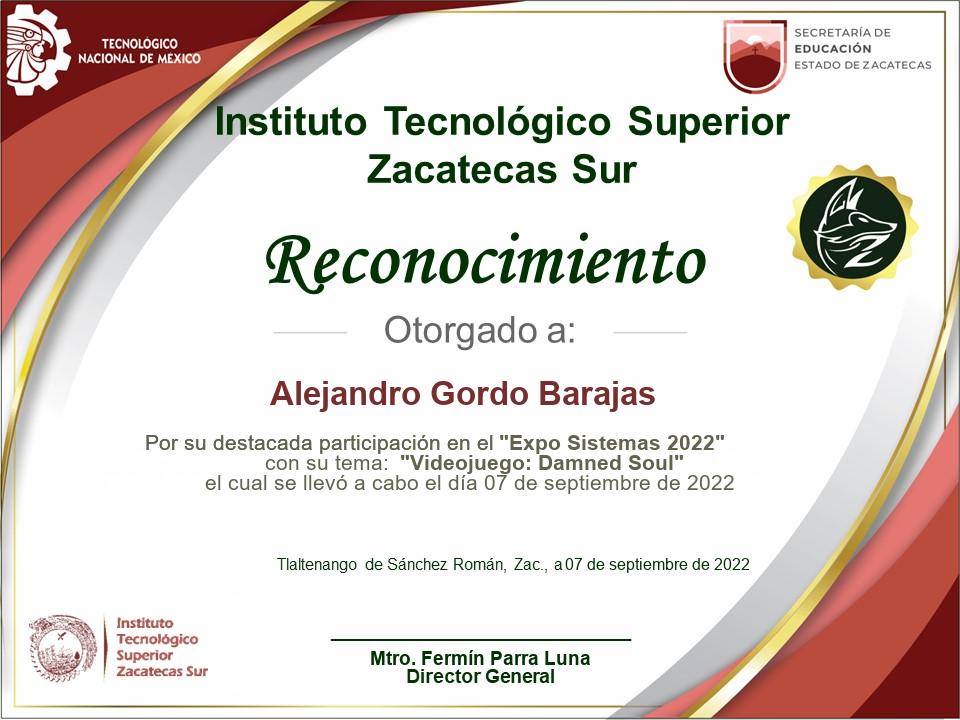 TECNOLÓGICO
NACIONAL DE MÉXICO
SECRETARÍA DE
EDUCACIÓN
ESTADO DE ZACATECAS
Instituto Tecnológico Superior
Zacatecas Sur
Reconocimiento
Otorgado a:
Alejandro Gordo Barajas
Por su destacada participación en el "Expo Sistemas 2022"
con su tema: "Videojuego: Damned Soul"
el cual se llevó a cabo el día 07 de septiembre de 2022
Tlaltenango de Sánchez Román, Zac., a 07 de septiembre de 2022
Instituto
Tecnológico
Superior
Zacatecas Sur
Mtro. Fermín Parra Luna
Director General